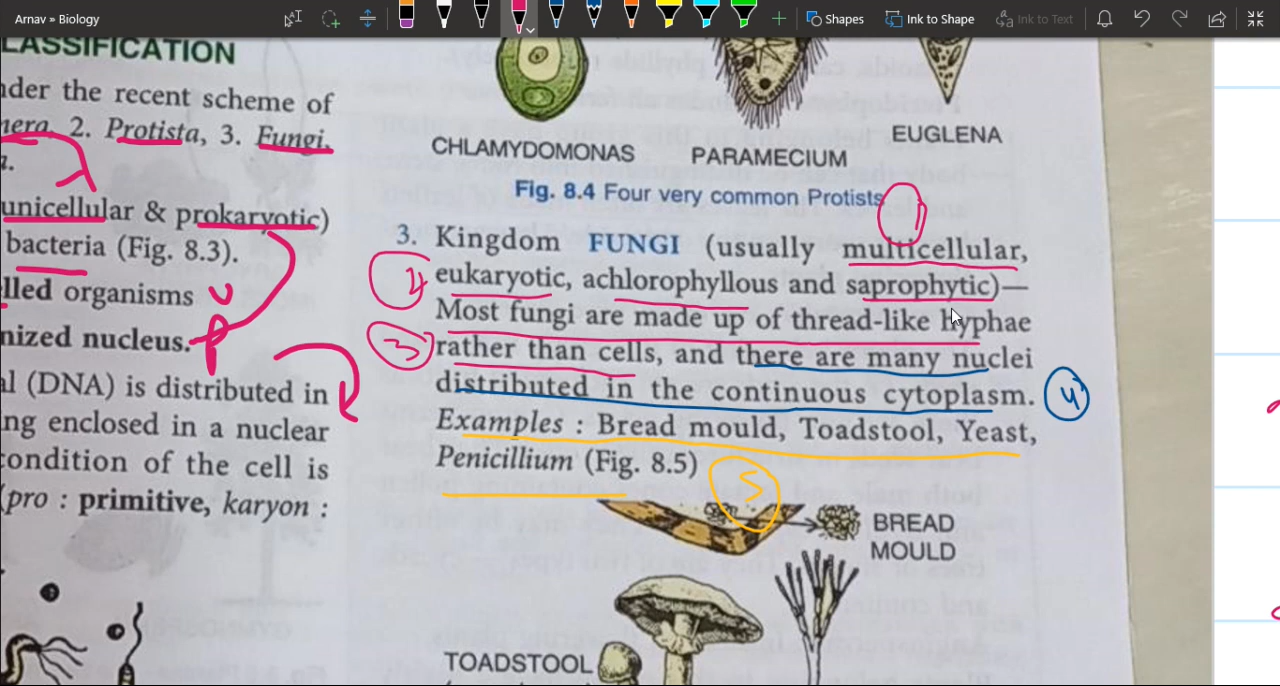 Arnav » Biology
Shapes
Ink to Shape
Ink to Text
LASSIFICATION
nder the recent scheme of
nera, 2. Protista, 3. Fungi,
a.
unicellular & prokaryotic)
bacteria (Fig. 8.3).
lled organisms
nized nucleus.
al (DNA) is distributed in
ng enclosed in a nuclear
condition of the cell is
(pro : primitive, karyon :
CHLAMYDOMONAS
PARAMECIUM
EUGLENA
Fig. 8.4 Four very common Protists
1
3. Kingdom FUNGI (usually multicellular,
2
eukaryotic, achlorophyllous and saprophytic)—
Most fungi are made up of thread-like hyphae
3
rather than cells, and there are many nuclei
distributed in the continuous cytoplasm.
4
Examples : Bread mould, Toadstool, Yeast,
Penicillium (Fig. 8.5)
5
BREAD
MOULD
TOADSTOOL